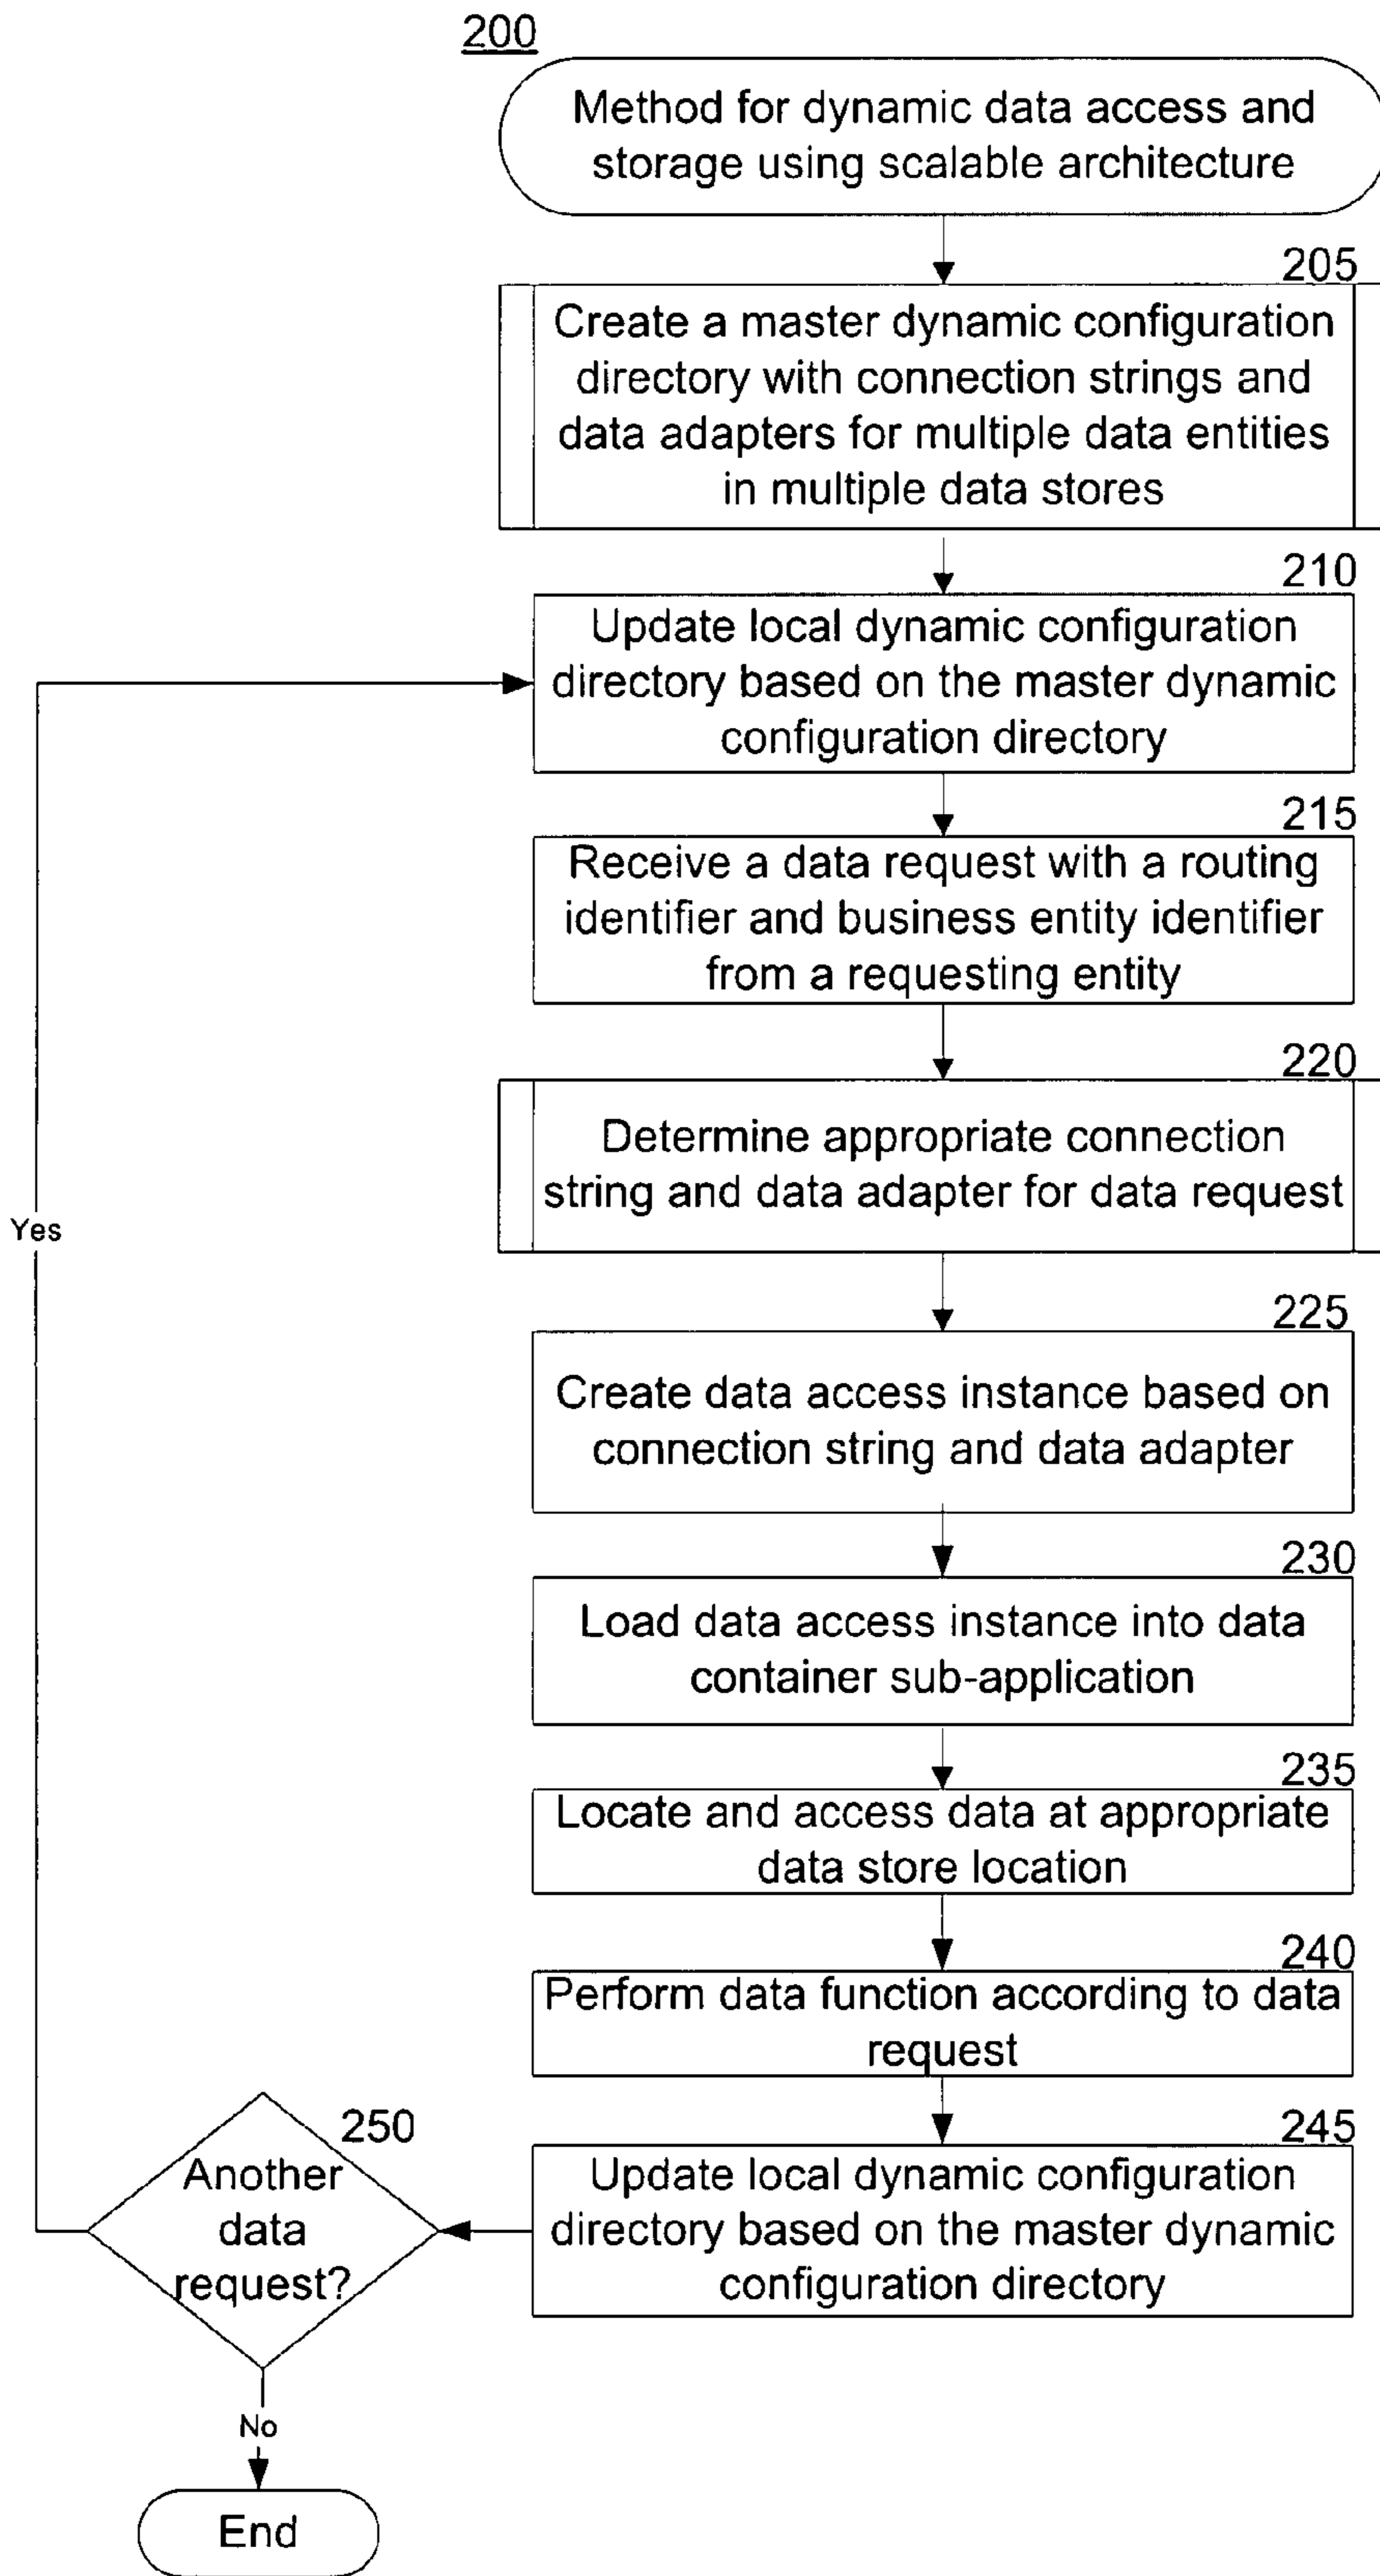 200
Method for dynamic data access and
storage using scalable architecture
205
Create a master dynamic configuration
directory with connection strings and
data adapters for multiple data entities
in multiple data stores
210
Update local dynamic configuration
directory based on the master dynamic
configuration directory
215
Receive a data request with a routing
identifier and business entity identifier
from a requesting entity
220
Determine appropriate connection
string and data adapter for data request
Yes
225
Create data access instance based on
connection string and data adapter
230
Load data access instance into data
container sub-application
235
Locate and access data at appropriate
data store location
240
Perform data function according to data
request
245
Update local dynamic configuration
directory based on the master dynamic
configuration directory
250
Another
data
request?
No
End